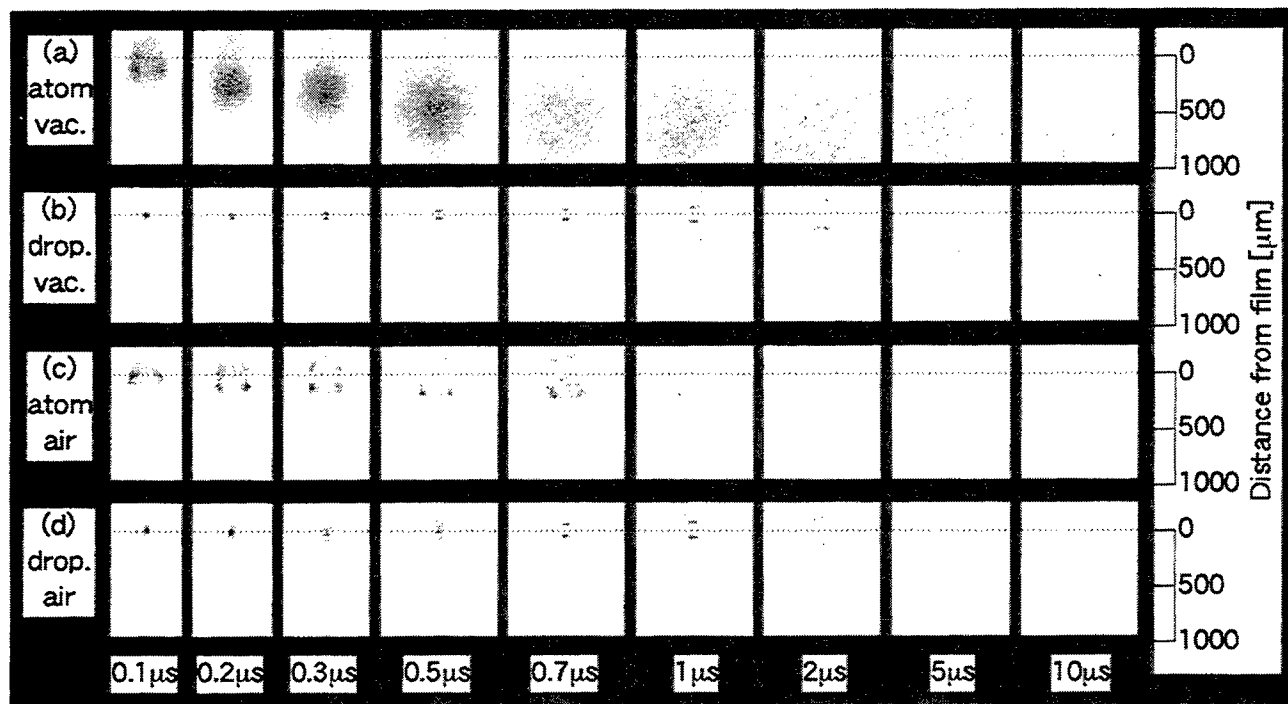 (a)
atom
vac.
0
500
1000
(b)
drop.
vac.
0
500
1000
(c)
atom
air
0
500
1000
(d)
drop.
air
0
500
1000
Distance from film [μm]
0.1μs 0.2μs 0.3μs 0.5μs 0.7μs 1μs 2μs 5μs 10μs